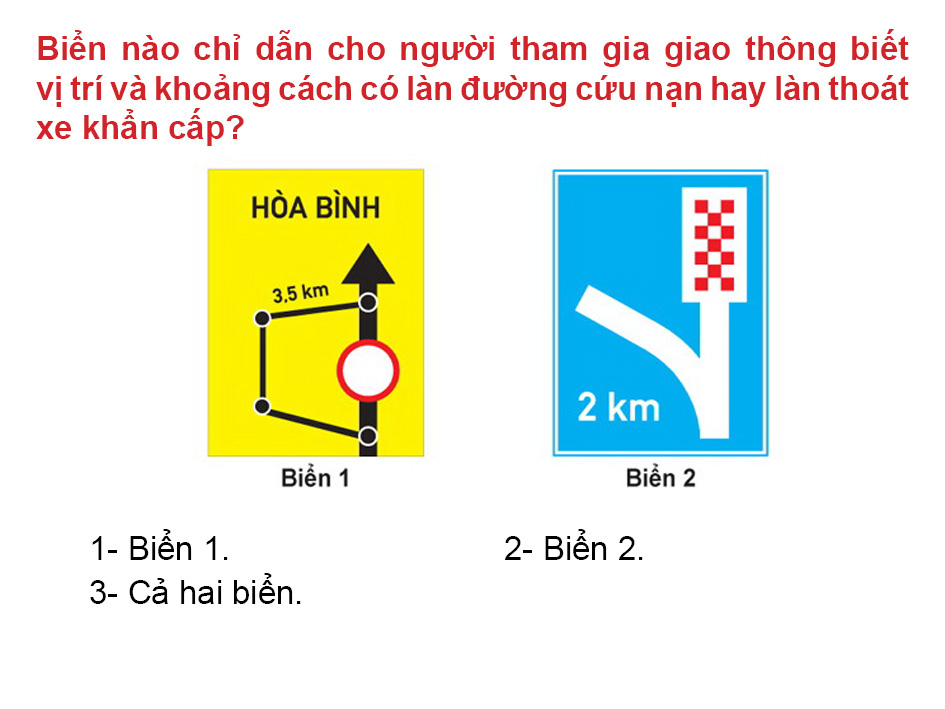 Biển nào chỉ dẫn cho người tham gia giao thông biết
vị trí và khoảng cách có làn đường cứu nạn hay làn thoát
xe khẩn cấp?
HÒA BÌNH
3,5 km
2 km
Biển 1
Biển 2
1- Biển 1.
2- Biển 2.
3- Cả hai biển.